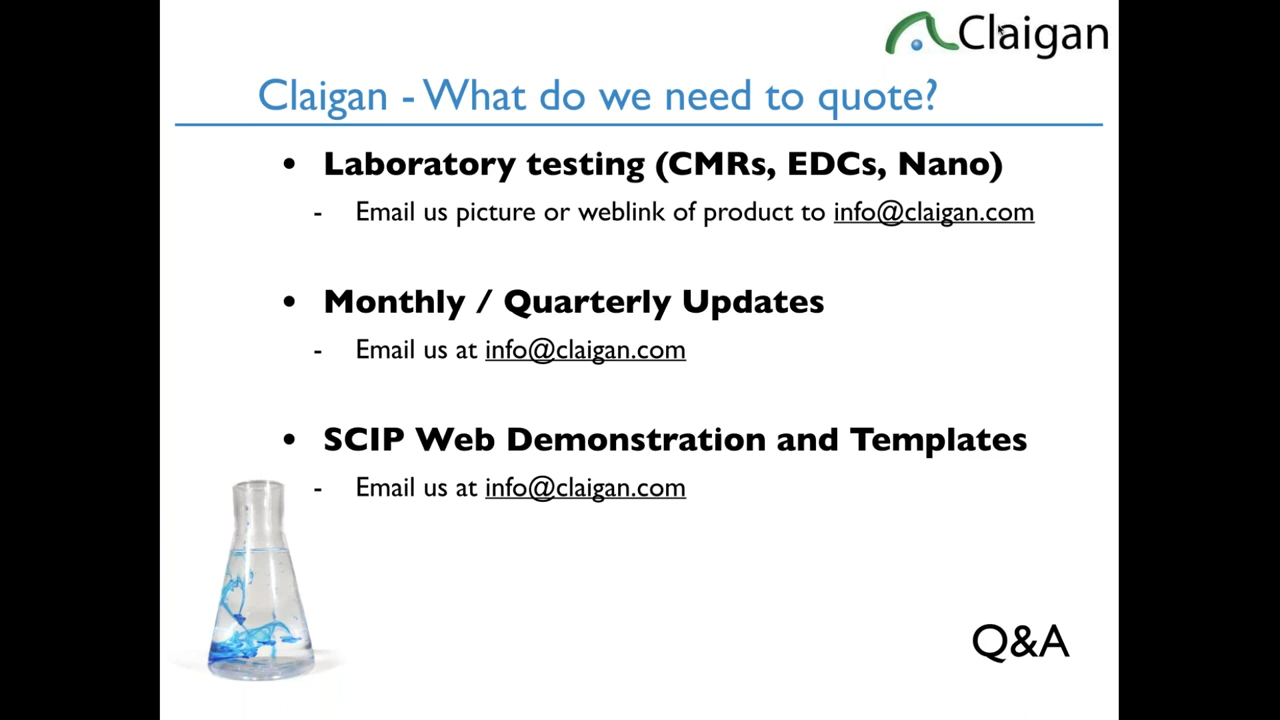 Claigan
Claigan - What do we need to quote?
• Laboratory testing (CMRs, EDCs, Nano)
- Email us picture or weblink of product to info@claigan.com
• Monthly / Quarterly Updates
- Email us at info@claigan.com
• SCIP Web Demonstration and Templates
- Email us at info@claigan.com
Q&A